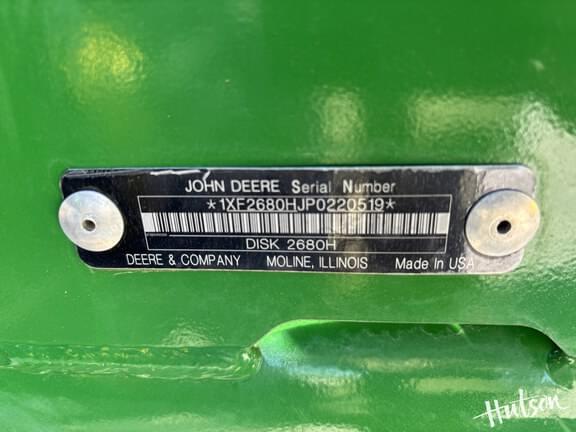 JOHN DEERE Serial Number
*1XF2680HJP0220519*
DISK 2680H
DEERE & COMPANY MOLINE, ILLINOIS Made In USA
Hutson